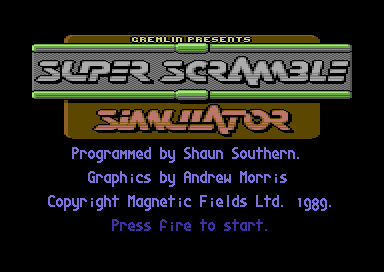 GREMLIN PRESENTS
SUPER SCRAMBLE
SIMULATOR
Programmed by Shaun Southern.
Graphics by Andrew Morris
Copyright Magnetic Fields Ltd. 1989.
Press fire to start.